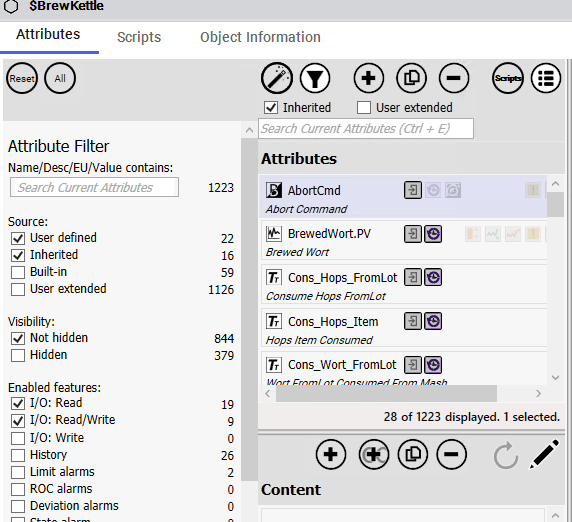 $BrewKettle
Attributes Scripts Object Information
Reset All
Scripts
Inherited User extended
Search Current Attributes (Ctrl + E)
Attribute Filter
Name/Desc/EU/Value contains:
Search Current Attributes 1223
Source:
User defined 22
Inherited 16
Built-in 59
User extended 1126
Visibility:
Not hidden 844
Hidden 379
Enabled features:
I/O: Read 19
I/O: Read/Write 9
I/O: Write 0
History 26
Limit alarms 2
ROC alarms 0
Deviation alarms 0
State alarm 0
Attributes
AbortCmd
Abort Command
BrewedWort.PV
Brewed Wort
Cons_Hops_FromLot
Consume Hops FromLot
Cons_Hops_Item
Hops Item Consumed
Cons_Wort_FromLot
Wort FromLot Consumed From Mash
28 of 1223 displayed. 1 selected.
Content